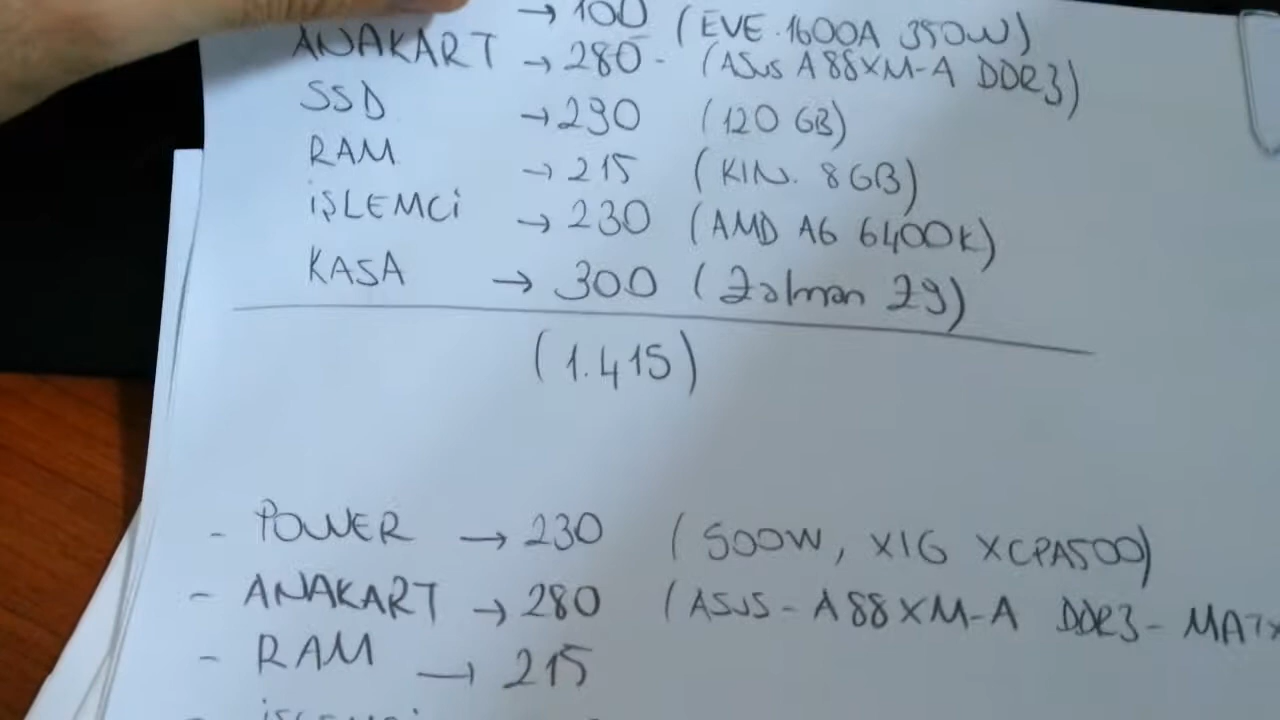 → 100 (EVE.1600A 350W)
ANAKART → 280 - (ASUS A88XM-A DDR3)
SSD → 290 (120 GB)
RAM → 215 (KIN. 8GB)
İŞLEMCİ → 230 (AMD A6 6400K)
KASA → 300 (Zalman Z9)
(1.415)
- POWER → 230 (500W, XIG XCPA500)
- ANAKART → 280 (ASUS - A88XM-A DDR3 - MATX
- RAM → 215